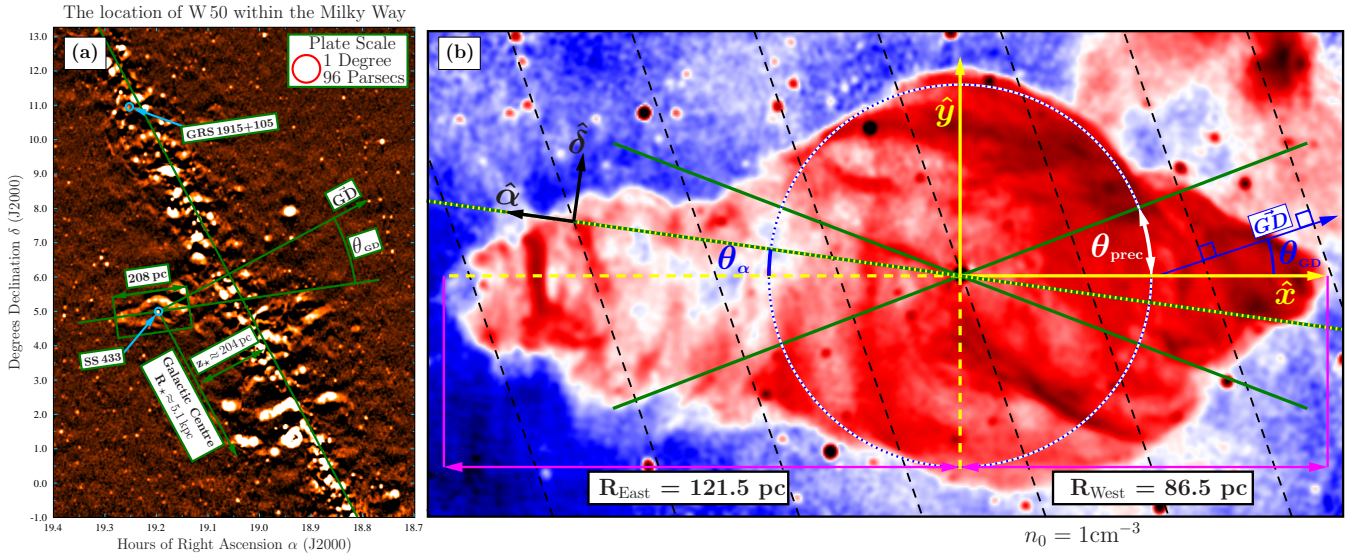 The location of W 50 within the Milky Way
(a)
Plate Scale
1 Degree
96 Parsecs
GRS 1915+105
GD
θ GD
208 pc
SS 433
z⋆ ≈ 204 pc
Galactic Centre
R⋆ ≈ 5.1 kpc
13.0
12.0
11.0
10.0
9.0
8.0
7.0
6.0
5.0
4.0
3.0
2.0
1.0
0.0
-1.0
Degrees Declination δ (J2000)
19.4 19.2 19.2 19.1 19.0 18.9 18.8 18.7
Hours of Right Ascension α (J2000)
(b)
ŷ
δ̂
α̂
θα
θprec
GD
θGD
x̂
R_East = 121.5 pc
R_West = 86.5 pc
n₀ = 1cm⁻³